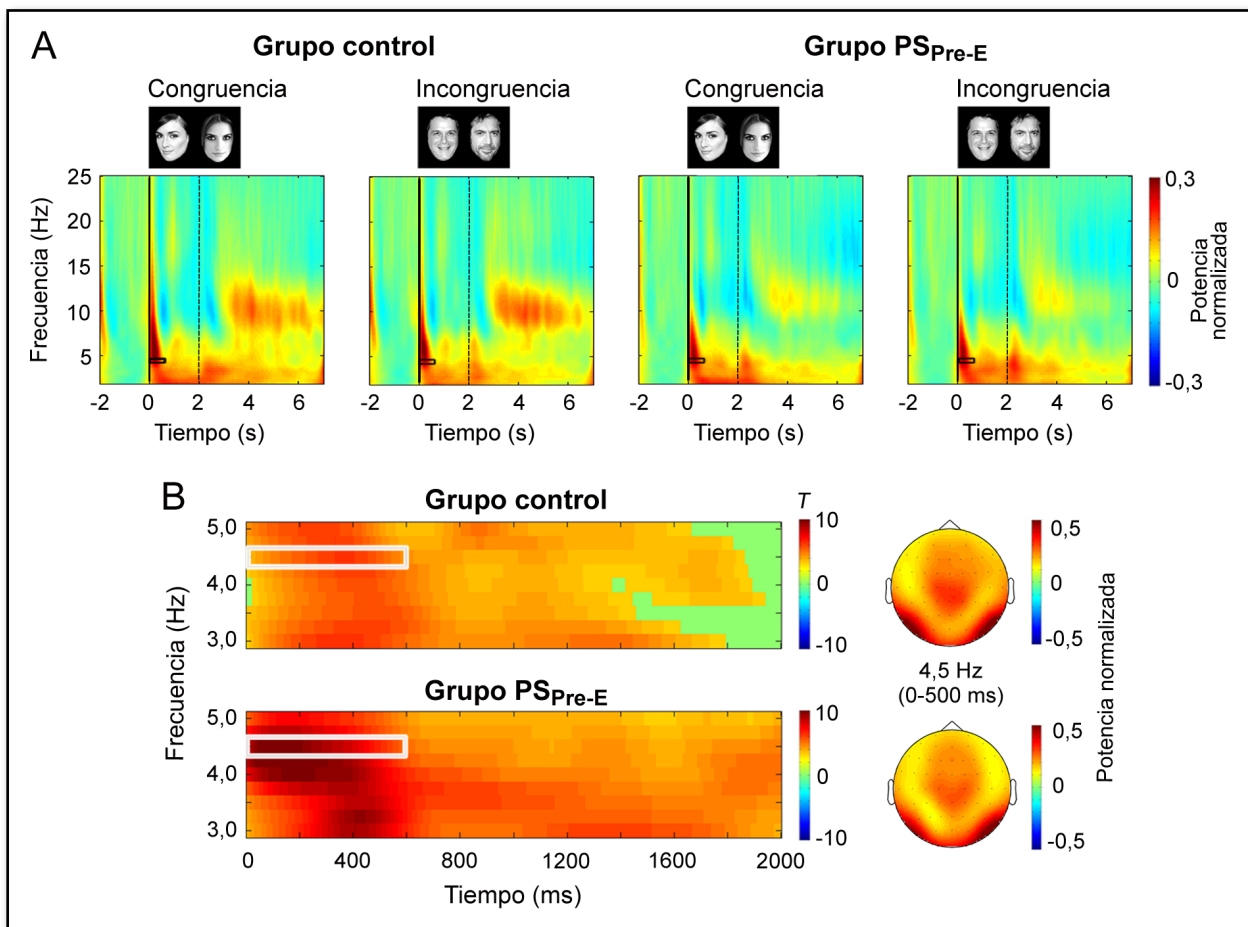 A
Grupo control
Grupo PSPre-E
Congruencia
Incongruencia
Congruencia
Incongruencia
Frecuencia (Hz)
25
20
15
10
5
-2 0 2 4 6
-2 0 2 4 6
-2 0 2 4 6
-2 0 2 4 6
Tiempo (s)
Tiempo (s)
Tiempo (s)
Tiempo (s)
0,3
0
-0,3
Potencia
normalizada
B
Grupo control
Frecuencia (Hz)
5,0
4,0
3,0
T
10
0
-10
0,5
0
-0,5
4,5 Hz
(0-500 ms)
Potencia normalizada
Grupo PSPre-E
5,0
4,0
3,0
10
0
-10
0,5
0
-0,5
0 400 800 1200 1600 2000
Tiempo (ms)